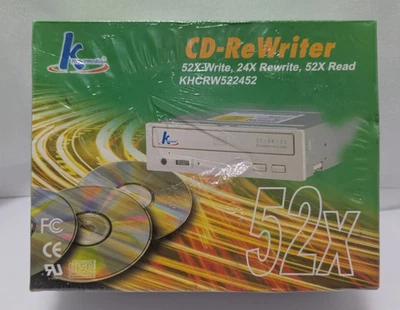 CD-ReWriter
52X Write, 24X Rewrite, 52X Read
KHCRW522452
K
K
52X
FC
CE